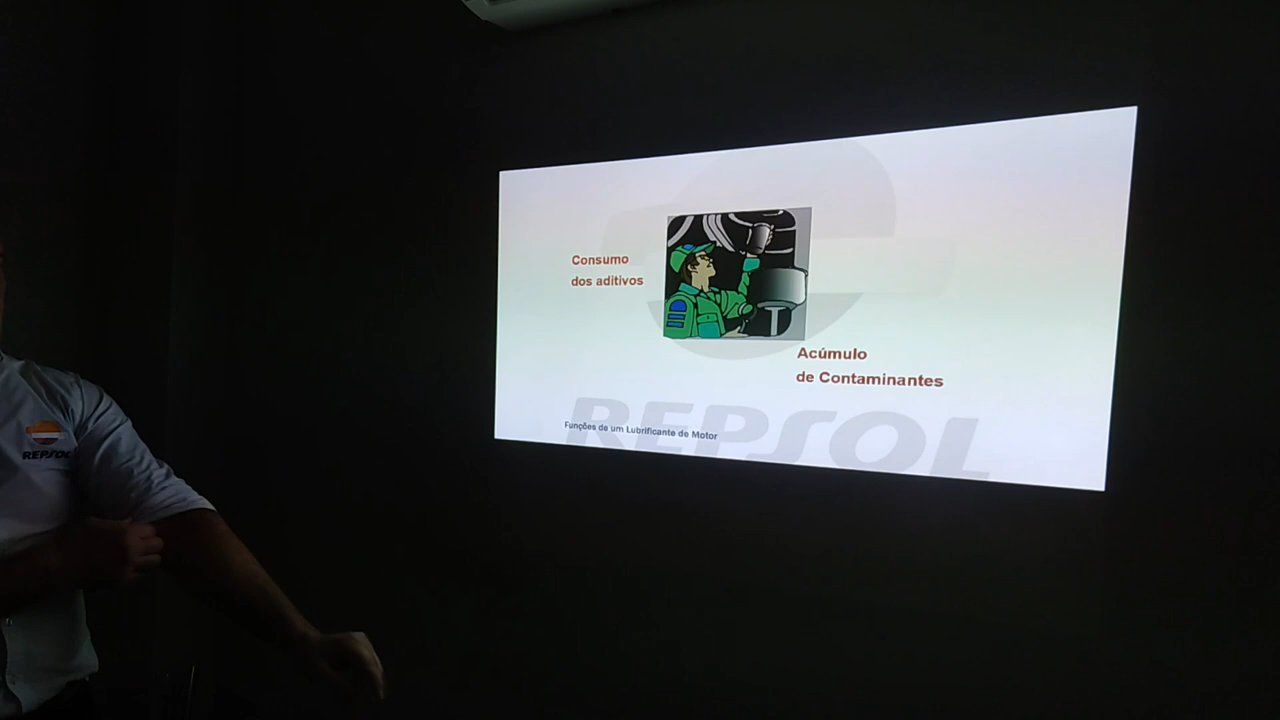 Consumo
dos aditivos
Acúmulo
de Contaminantes
Funções de um Lubrificante de Motor
REPSOL
REPSOL